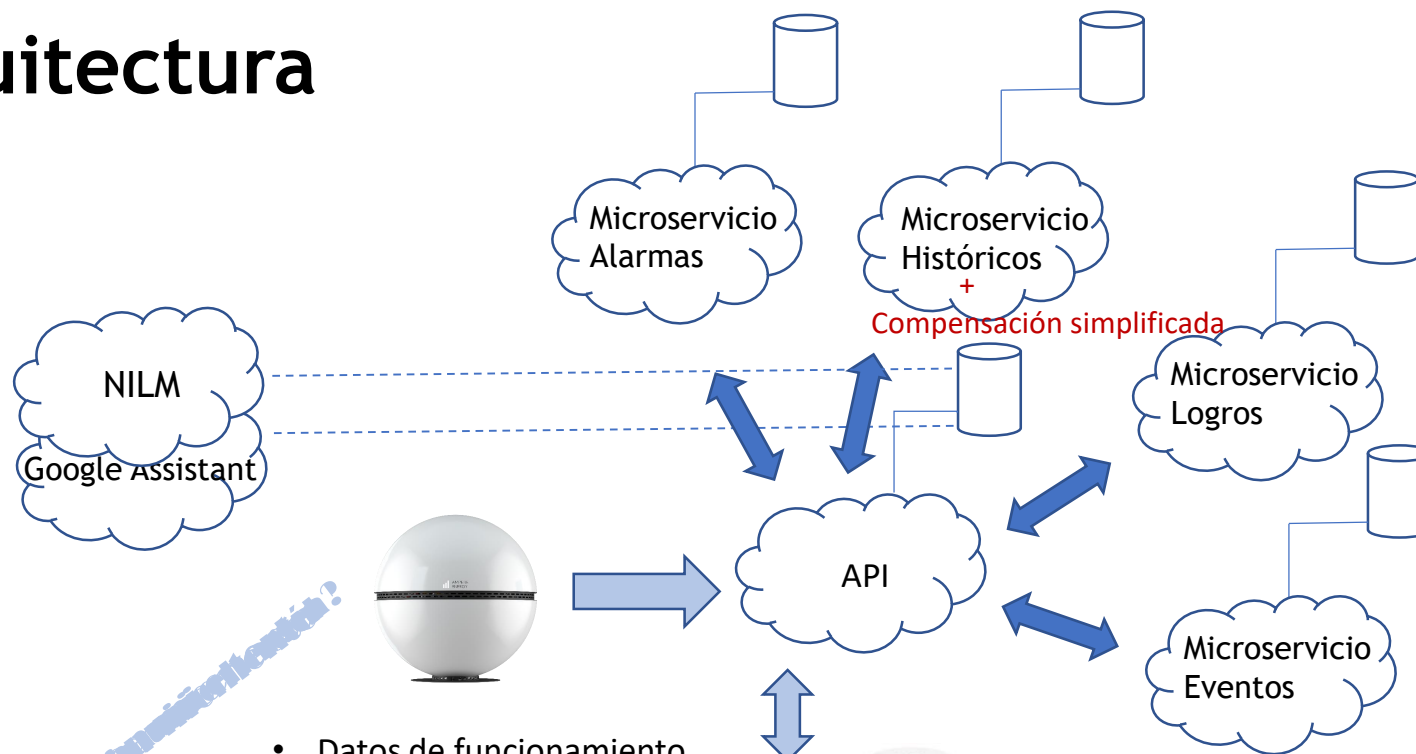 uitectura
Microservicio
Alarmas
Microservicio
Históricos
+
Compensación simplificada
NILM
Google Assistant
Microservicio
Logros
API
Microservicio
Eventos
• Datos de funcionamiento